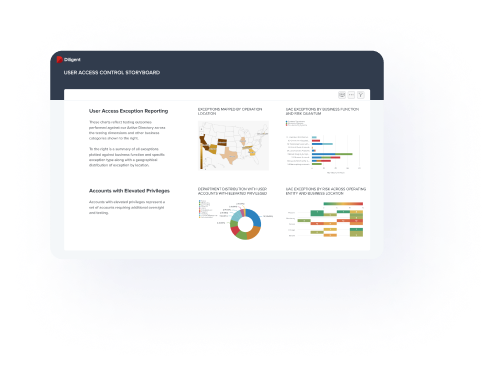 Diligent
USER ACCESS CONTROL STORYBOARD
User Access Exception Reporting
These charts reflect testing outcomes
performed against our Active Directory across
the testing dimensions and other business
categories shown to the right.
To the right is a summary of all exceptions
plotted against business function and specific
exception type along with a geographical
distribution of exception by location.
EXCEPTIONS MAPPED BY OPERATION
LOCATION
UAC EXCEPTIONS BY BUSINESS FUNCTION
AND RISK QUANTUM
Accounts with Elevated Privileges
Accounts with elevated privileges represent a
set of accounts requiring additional oversight
and testing.
DEPARTMENT DISTRIBUTION WITH USER
ACCOUNTS WITH ELEVATED PRIVILEGES
UAC EXCEPTIONS BY RISK ACROSS OPERATING
ENTITY AND BUSINESS LOCATION